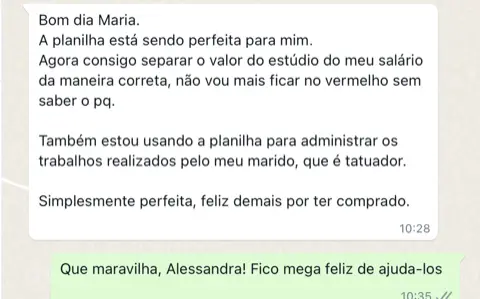 Bom dia Maria.
A planilha está sendo perfeita para mim.
Agora consigo separar o valor do estúdio do meu salário
da maneira correta, não vou mais ficar no vermelho sem
saber o pq.
Também estou usando a planilha para administrar os
trabalhos realizados pelo meu marido, que é tatuador.
Simplesmente perfeita, feliz demais por ter comprado.
10:28
Que maravilha, Alessandra! Fico mega feliz de ajuda-los
10:35